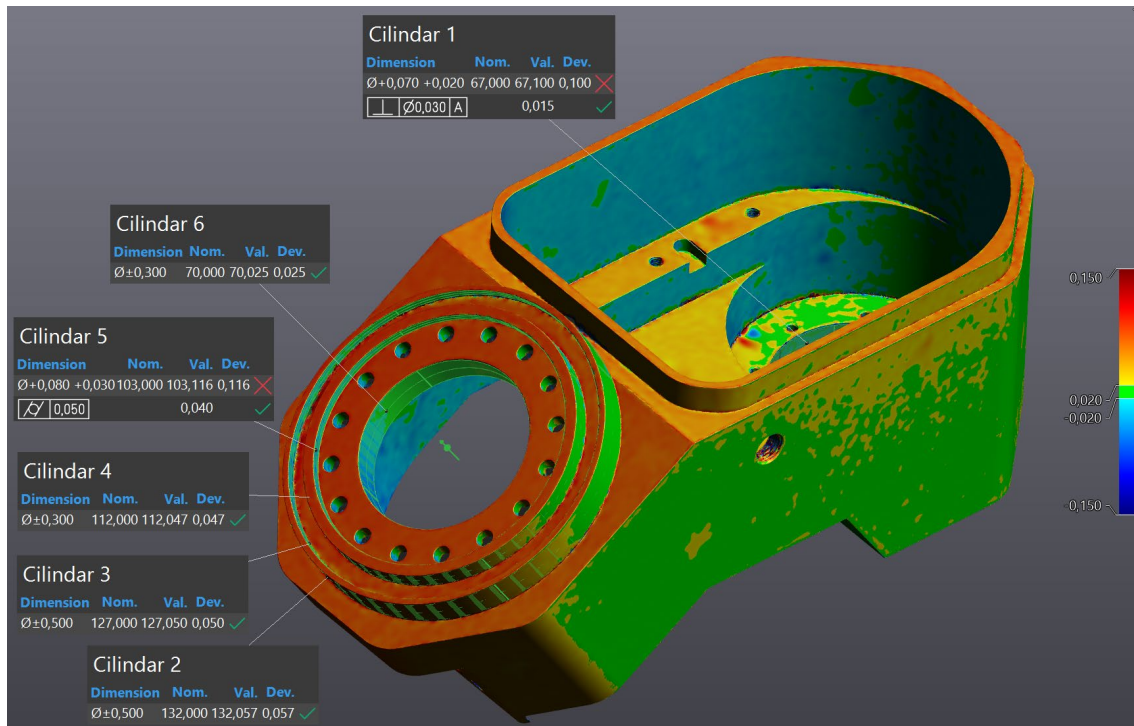 Cilindar 1
Dimension Nom. Val. Dev.
Ø+0,070 +0,020 67,000 67,100 0,100
⊥ Ø0,030 A 0,015
Cilindar 6
Dimension Nom. Val. Dev.
Ø±0,300 70,000 70,025 0,025
Cilindar 5
Dimension Nom. Val. Dev.
Ø+0,080 +0,030 103,000 103,116 0,116
⌭ 0,050 0,040
Cilindar 4
Dimension Nom. Val. Dev.
Ø±0,300 112,000 112,047 0,047
Cilindar 3
Dimension Nom. Val. Dev.
Ø±0,500 127,000 127,050 0,050
Cilindar 2
Dimension Nom. Val. Dev.
Ø±0,500 132,000 132,057 0,057
0,150
0,020
-0,020
-0,150